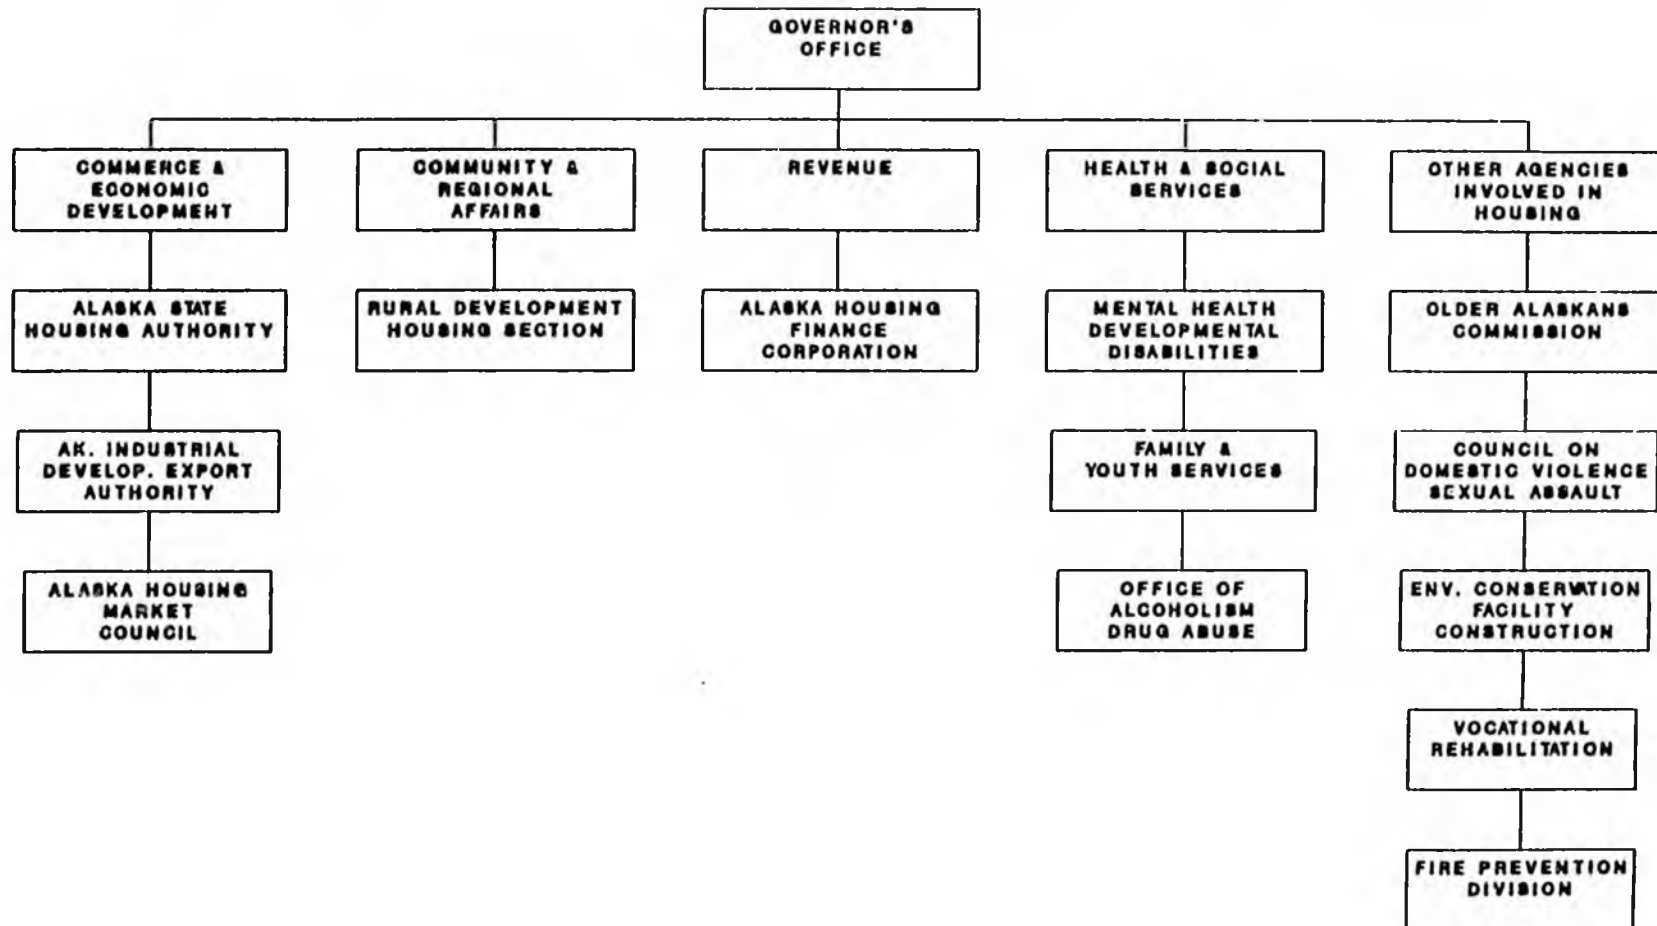 GOVERNOR'S
OFFICE
COMMERCE &
ECONOMIC
DEVELOPMENT
COMMUNITY &
REGIONAL
AFFAIRS
REVENUE
HEALTH & SOCIAL
SERVICES
OTHER AGENCIES
INVOLVED IN
HOUSING
ALASKA STATE
HOUSING AUTHORITY
RURAL DEVELOPMENT
HOUSING SECTION
ALASKA HOUSING
FINANCE
CORPORATION
MENTAL HEALTH
DEVELOPMENTAL
DISABILITIES
OLDER ALASKANS
COMMISSION
AK. INDUSTRIAL
DEVELOP. EXPORT
AUTHORITY
FAMILY &
YOUTH SERVICES
COUNCIL ON
DOMESTIC VIOLENCE
SEXUAL ASSAULT
ALASKA HOUSING
MARKET
COUNCIL
OFFICE OF
ALCOHOLISM
DRUG ABUSE
ENV. CONSERVATION
FACILITY
CONSTRUCTION
VOCATIONAL
REHABILITATION
FIRE PREVENTION
DIVISION